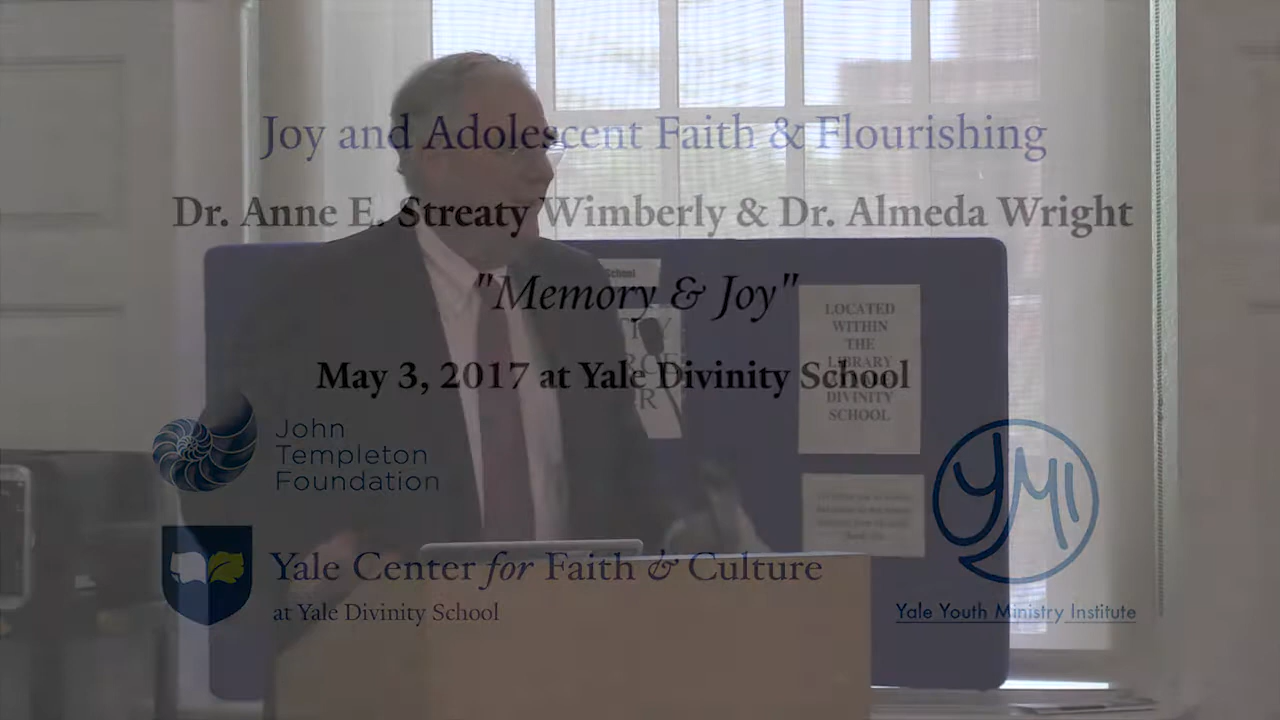 Joy and Adolescent Faith & Flourishing
Dr. Anne E. Streaty Wimberly & Dr. Almeda Wright
"Memory & Joy"
May 3, 2017 at Yale Divinity School
John
Templeton
Foundation
Yale Center for Faith & Culture
at Yale Divinity School
YMI
Yale Youth Ministry Institute
School
LOCATED
WITHIN
THE
LIBRARY
DIVINITY
SCHOOL